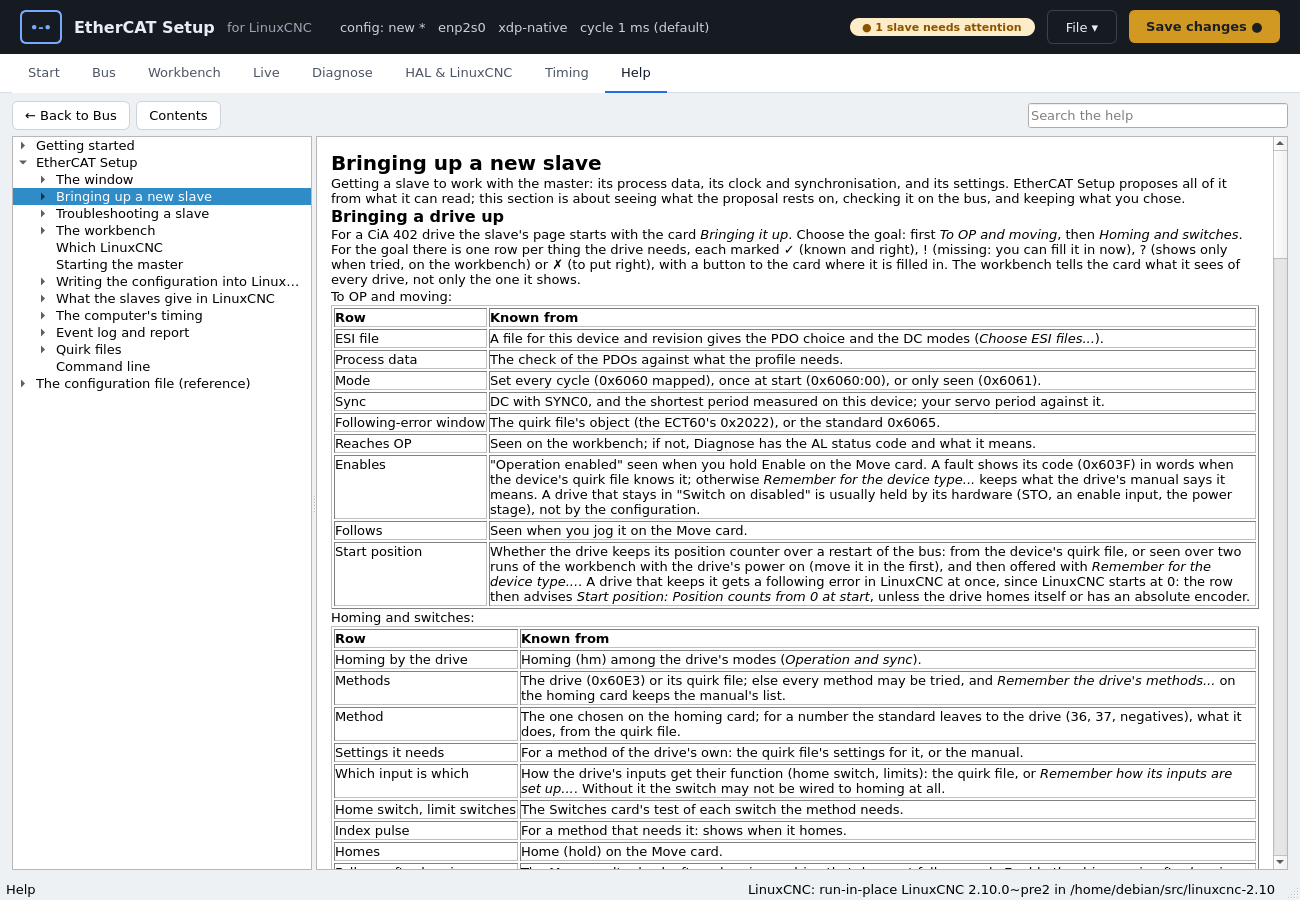 EtherCAT Setup for LinuxCNC config: new * enp2s0 xdp-native cycle 1 ms (default) ● 1 slave needs attention File ▾ Save changes ●
Start Bus Workbench Live Diagnose HAL & LinuxCNC Timing Help
← Back to Bus Contents Search the help
Getting started
EtherCAT Setup
The window
Bringing up a new slave
Troubleshooting a slave
The workbench
Which LinuxCNC
Starting the master
Writing the configuration into Linux...
What the slaves give in LinuxCNC
The computer's timing
Event log and report
Quirk files
Command line
The configuration file (reference)
Bringing up a new slave
Getting a slave to work with the master: its process data, its clock and synchronisation, and its settings. EtherCAT Setup proposes all of it
from what it can read; this section is about seeing what the proposal rests on, checking it on the bus, and keeping what you chose.
Bringing a drive up
For a CiA 402 drive the slave's page starts with the card Bringing it up. Choose the goal: first To OP and moving, then Homing and switches.
For the goal there is one row per thing the drive needs, each marked ✓ (known and right), ! (missing: you can fill it in now), ? (shows only
when tried, on the workbench) or ✗ (to put right), with a button to the card where it is filled in. The workbench tells the card what it sees of
every drive, not only the one it shows.
To OP and moving:
Row Known from
ESI file A file for this device and revision gives the PDO choice and the DC modes (Choose ESI files...).
Process data The check of the PDOs against what the profile needs.
Mode Set every cycle (0x6060 mapped), once at start (0x6060:00), or only seen (0x6061).
Sync DC with SYNC0, and the shortest period measured on this device; your servo period against it.
Following-error window The quirk file's object (the ECT60's 0x2022), or the standard 0x6065.
Reaches OP Seen on the workbench; if not, Diagnose has the AL status code and what it means.
Enables "Operation enabled" seen when you hold Enable on the Move card. A fault shows its code (0x603F) in words when
the device's quirk file knows it; otherwise Remember for the device type... keeps what the drive's manual says it
means. A drive that stays in "Switch on disabled" is usually held by its hardware (STO, an enable input, the power
stage), not by the configuration.
Follows Seen when you jog it on the Move card.
Start position Whether the drive keeps its position counter over a restart of the bus: from the device's quirk file, or seen over two
runs of the workbench with the drive's power on (move it in the first), and then offered with Remember for the
device type.... A drive that keeps it gets a following error in LinuxCNC at once, since LinuxCNC starts at 0: the row
then advises Start position: Position counts from 0 at start, unless the drive homes itself or has an absolute encoder.
Homing and switches:
Row Known from
Homing by the drive Homing (hm) among the drive's modes (Operation and sync).
Methods The drive (0x60E3) or its quirk file; else every method may be tried, and Remember the drive's methods... on
the homing card keeps the manual's list.
Method The one chosen on the homing card; for a number the standard leaves to the drive (36, 37, negatives), what it
does, from the quirk file.
Settings it needs For a method of the drive's own: the quirk file's settings for it, or the manual.
Which input is which How the drive's inputs get their function (home switch, limits): the quirk file, or Remember how its inputs are
set up.... Without it the switch may not be wired to homing at all.
Home switch, limit switches The Switches card's test of each switch the method needs.
Index pulse For a method that needs it: shows when it homes.
Homes Home (hold) on the Move card.
Help LinuxCNC: run-in-place LinuxCNC 2.10.0~pre2 in /home/debian/src/linuxcnc-2.10